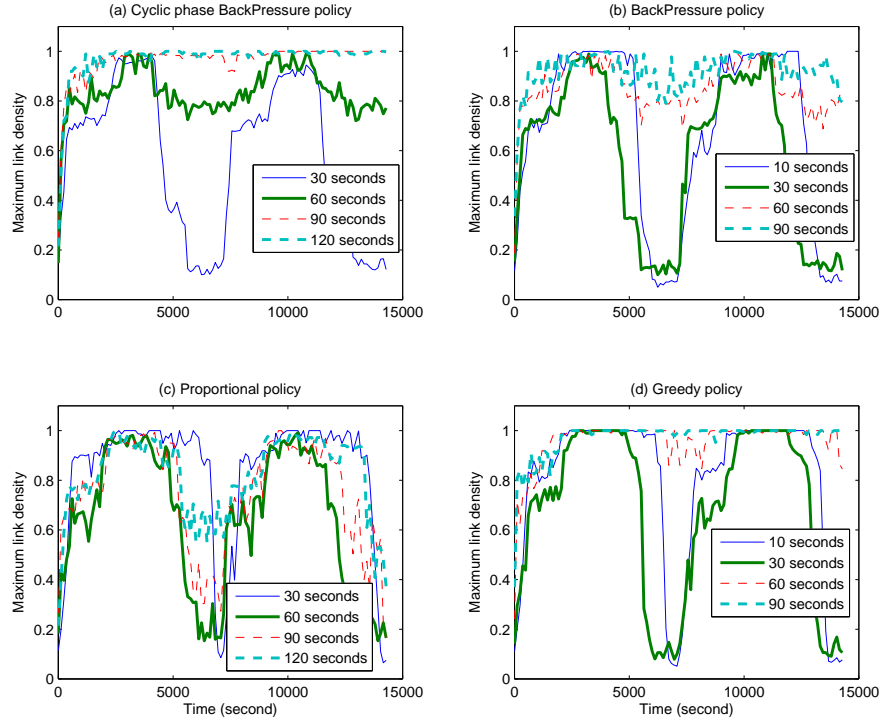 (a) Cyclic phase BackPressure policy
Maximum link density
1
0.8
0.6
0.4
0.2
0
0
5000
10000
15000
30 seconds
60 seconds
90 seconds
120 seconds
(b) BackPressure policy
Maximum link density
1
0.8
0.6
0.4
0.2
0
0
5000
10000
15000
10 seconds
30 seconds
60 seconds
90 seconds
(c) Proportional policy
Maximum link density
1
0.8
0.6
0.4
0.2
0
0
5000
10000
15000
Time (second)
30 seconds
60 seconds
90 seconds
120 seconds
(d) Greedy policy
Maximum link density
1
0.8
0.6
0.4
0.2
0
0
5000
10000
15000
Time (second)
10 seconds
30 seconds
60 seconds
90 seconds